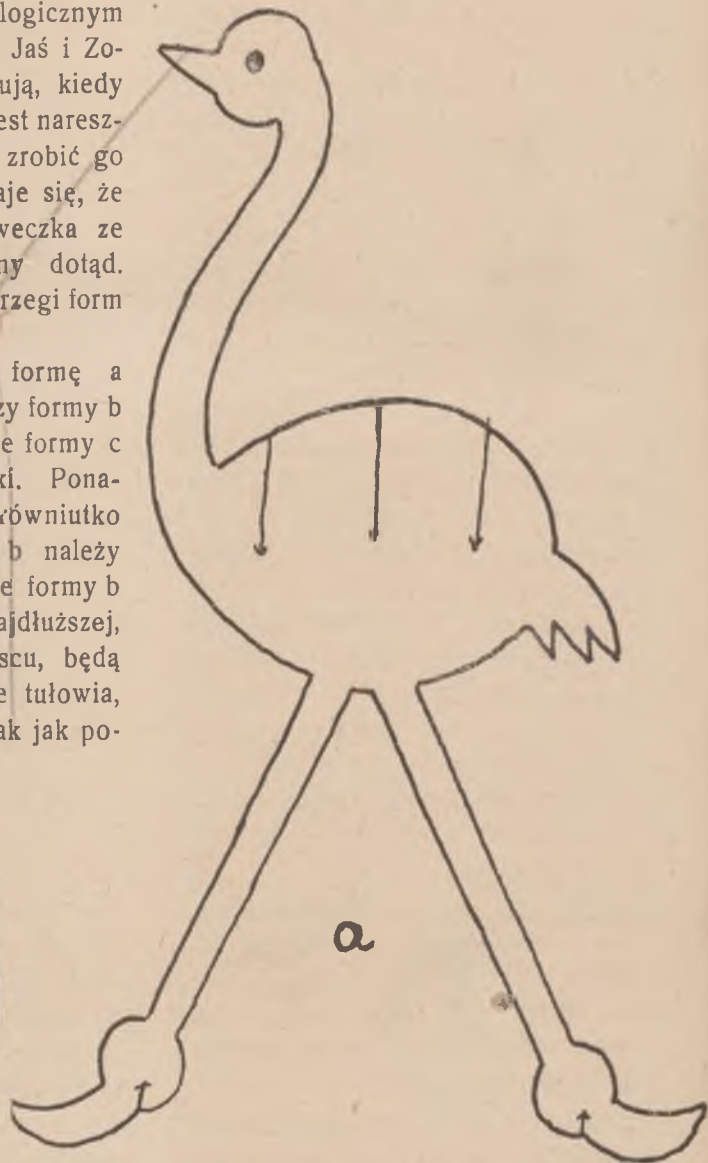 logicznym
Jaś i Zo-
ują, kiedy
est naresz-
zrobić go
aje się, że
weczka ze
ny dotąd.
rzegi form
formę a
zy formy b
e formy c
ki. Pona-
równiutko
b należy
e formy b
ajdłuższej,
scu, będą
e tułowia,
ak jak po-
a